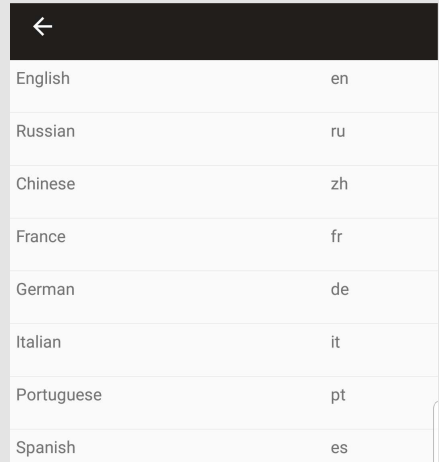 English en
Russian ru
Chinese zh
France fr
German de
Italian it
Portuguese pt
Spanish es